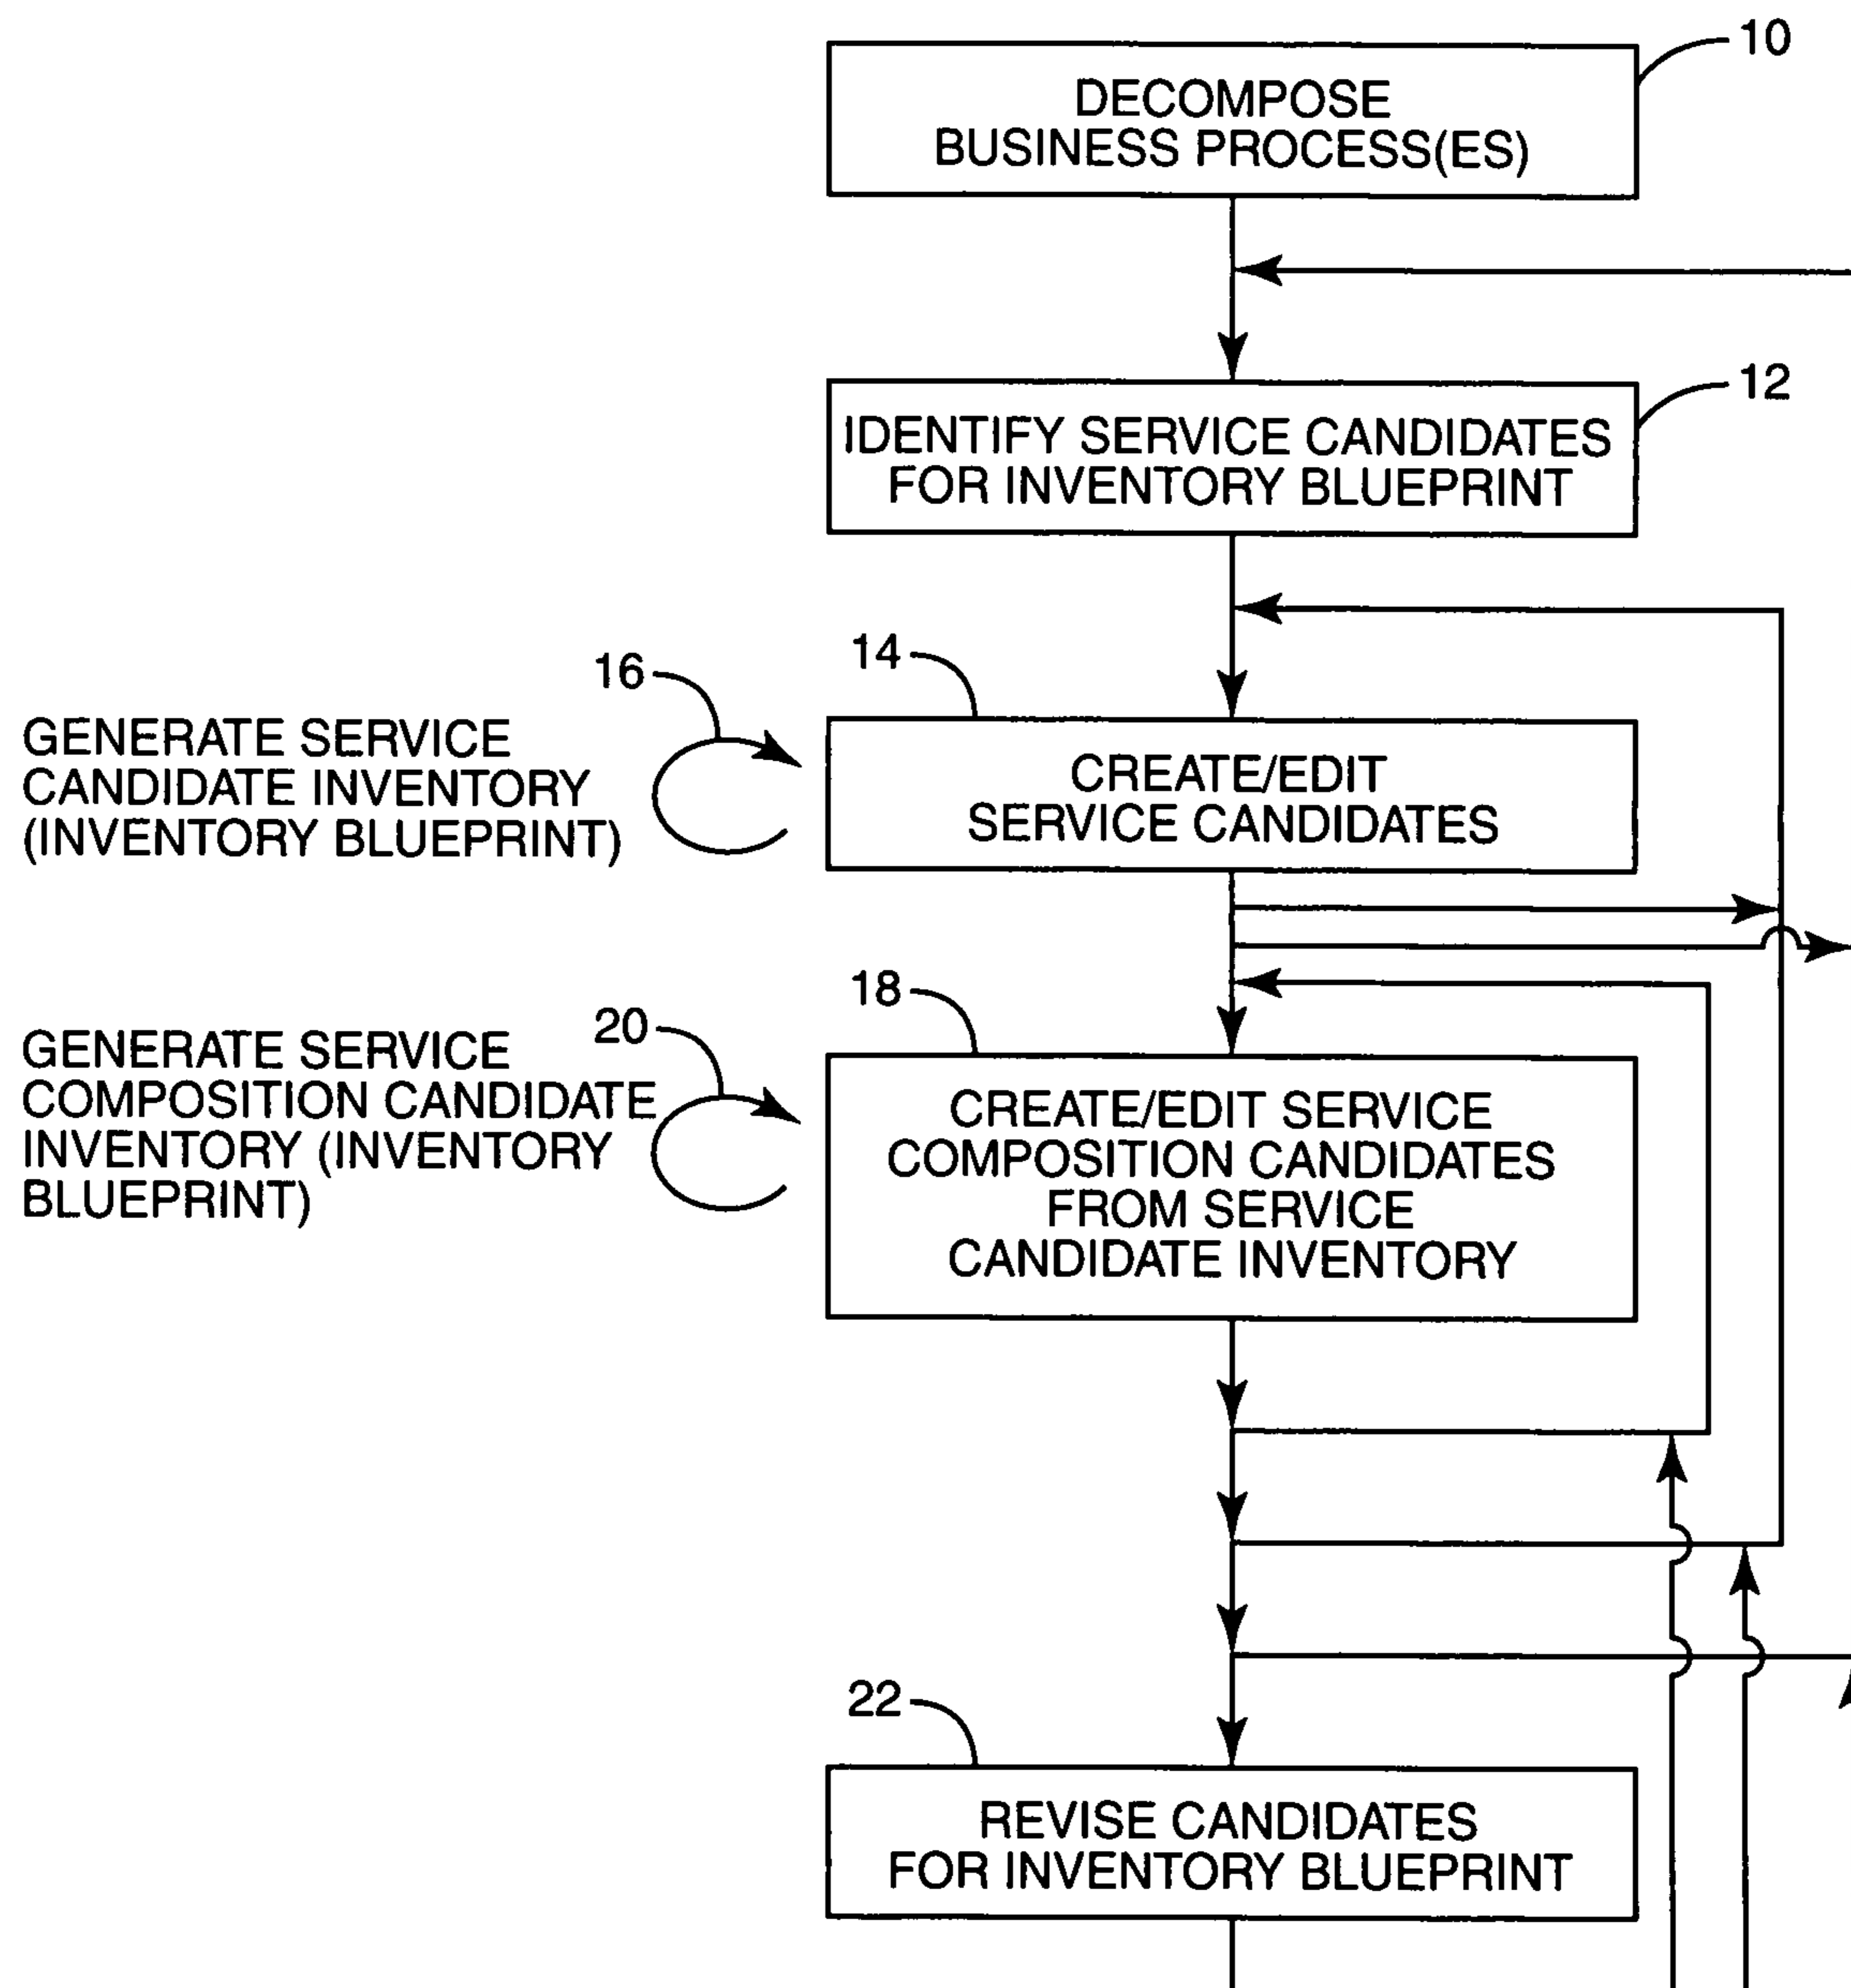 10
DECOMPOSE
BUSINESS PROCESS(ES)
12
IDENTIFY SERVICE CANDIDATES
FOR INVENTORY BLUEPRINT
14
16
GENERATE SERVICE
CANDIDATE INVENTORY
(INVENTORY BLUEPRINT)
CREATE/EDIT
SERVICE CANDIDATES
18
20
GENERATE SERVICE
COMPOSITION CANDIDATE
INVENTORY (INVENTORY
BLUEPRINT)
CREATE/EDIT SERVICE
COMPOSITION CANDIDATES
FROM SERVICE
CANDIDATE INVENTORY
22
REVISE CANDIDATES
FOR INVENTORY BLUEPRINT